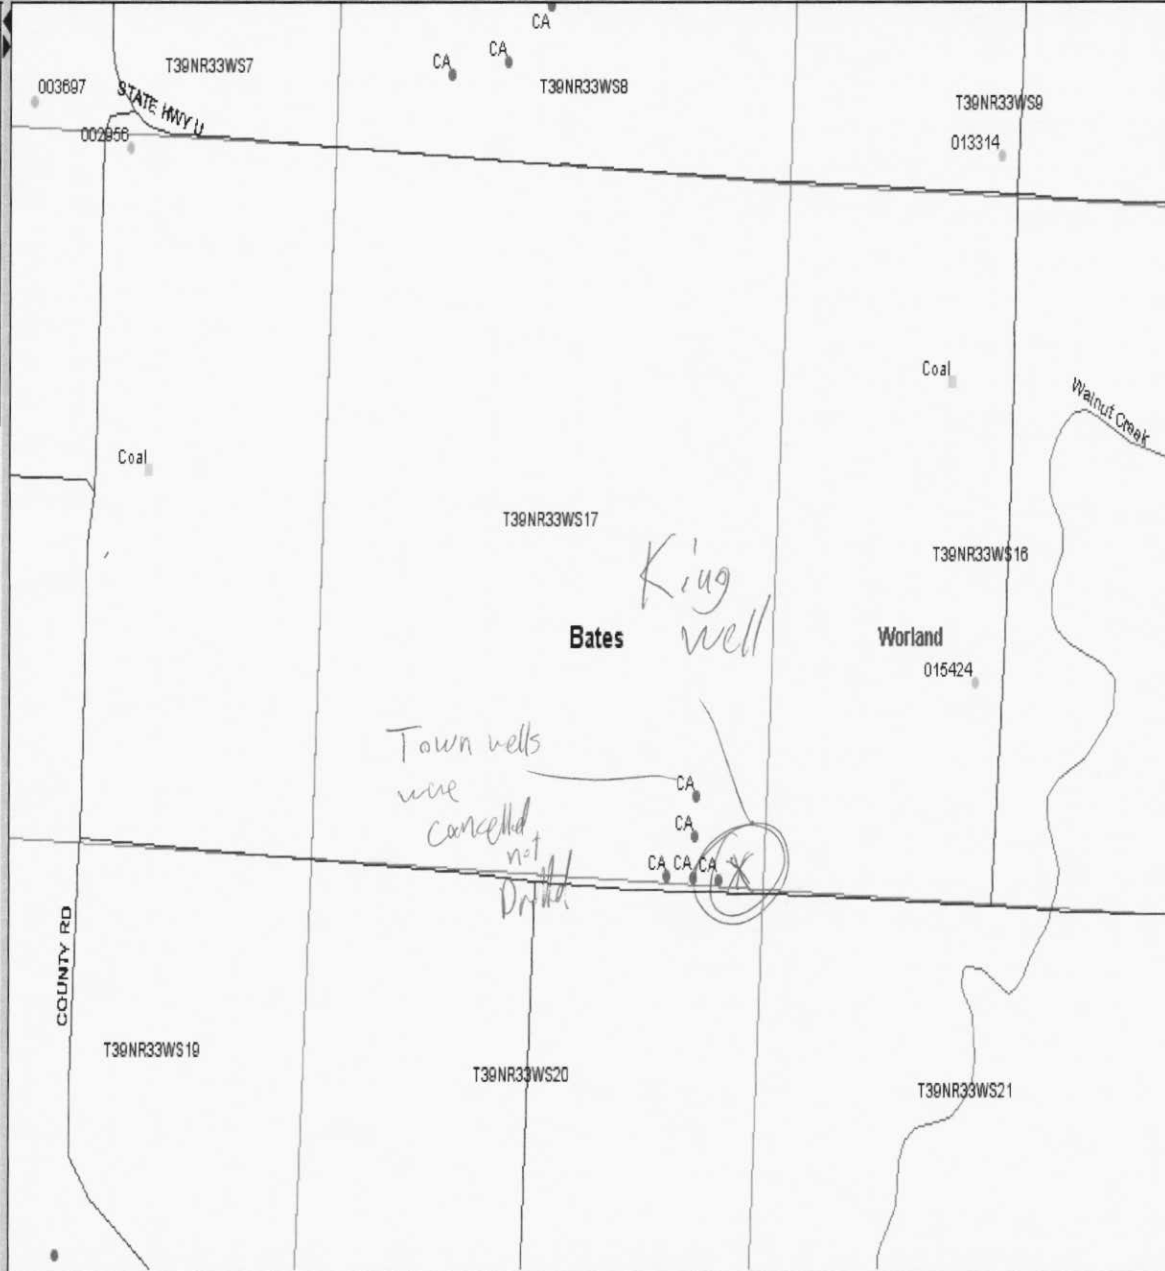 CA
T39NR33WS7
CA
CA
003697
T39NR33WS8
STATE HWY U
T39NR33WS9
002956
013314
Coal
Walnut Creek
Coal
T39NR33WS17
T39NR33WS16
King
well
Bates
Worland
015424
Town wells
were
cancelled,
not
Drilled
CA
CA
CA CA CA
COUNTY RD
T39NR33WS19
T39NR33WS20
T39NR33WS21